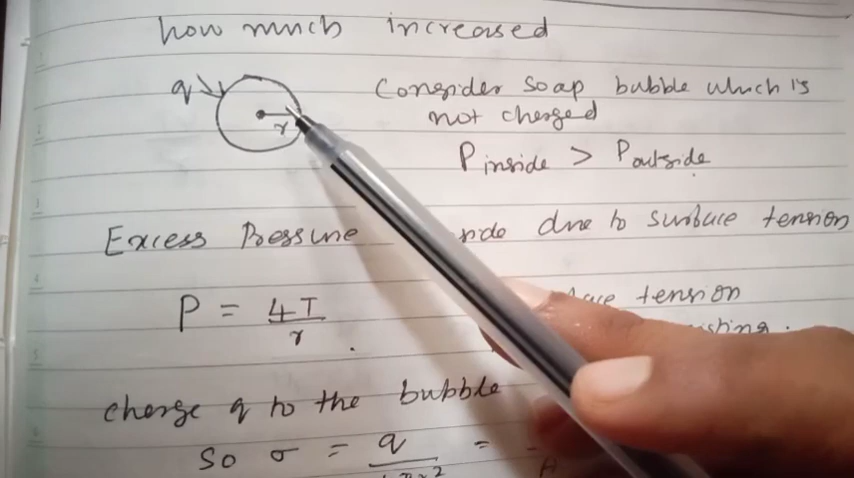 how much increased
q
Consider soap bubble which is
not charged
r
P inside > P outside
Excess Pressure due to surface tension
P = 4T/r
tension
charge q to the bubble
So σ = q =